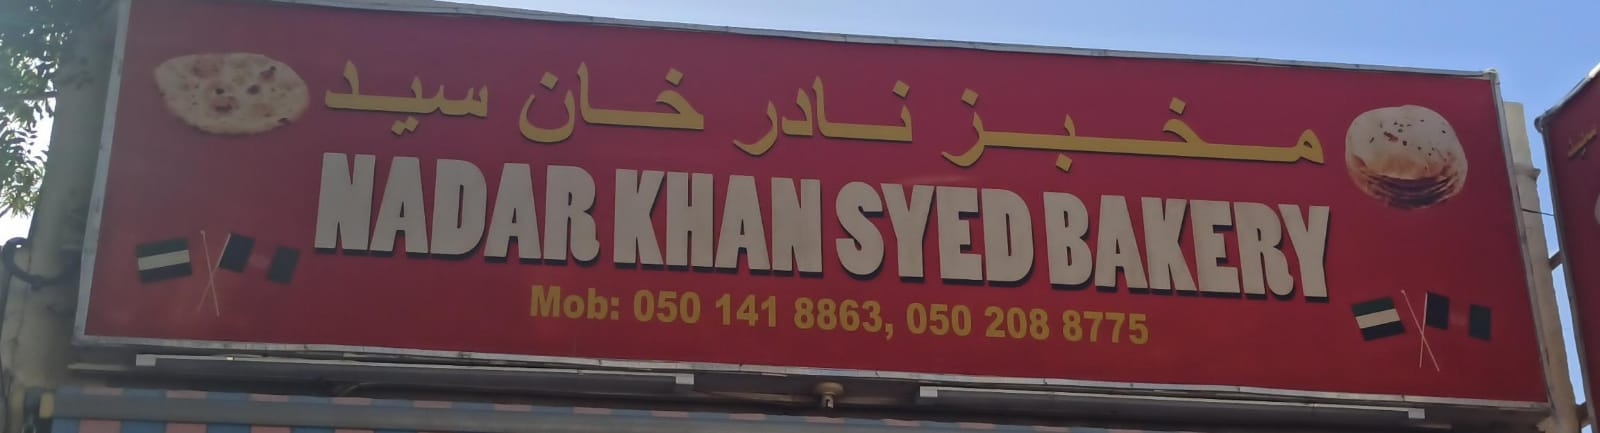 مخبز نادر خان سيد
NADAR KHAN SYED BAKERY
Mob: 050 141 8863, 050 208 8775